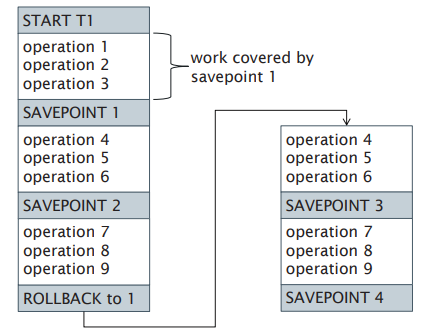 START T1
operation 1
operation 2
operation 3
work covered by
savepoint 1
SAVEPOINT 1
operation 4
operation 5
operation 6
SAVEPOINT 2
operation 7
operation 8
operation 9
ROLLBACK to 1
operation 4
operation 5
operation 6
SAVEPOINT 3
operation 7
operation 8
operation 9
SAVEPOINT 4